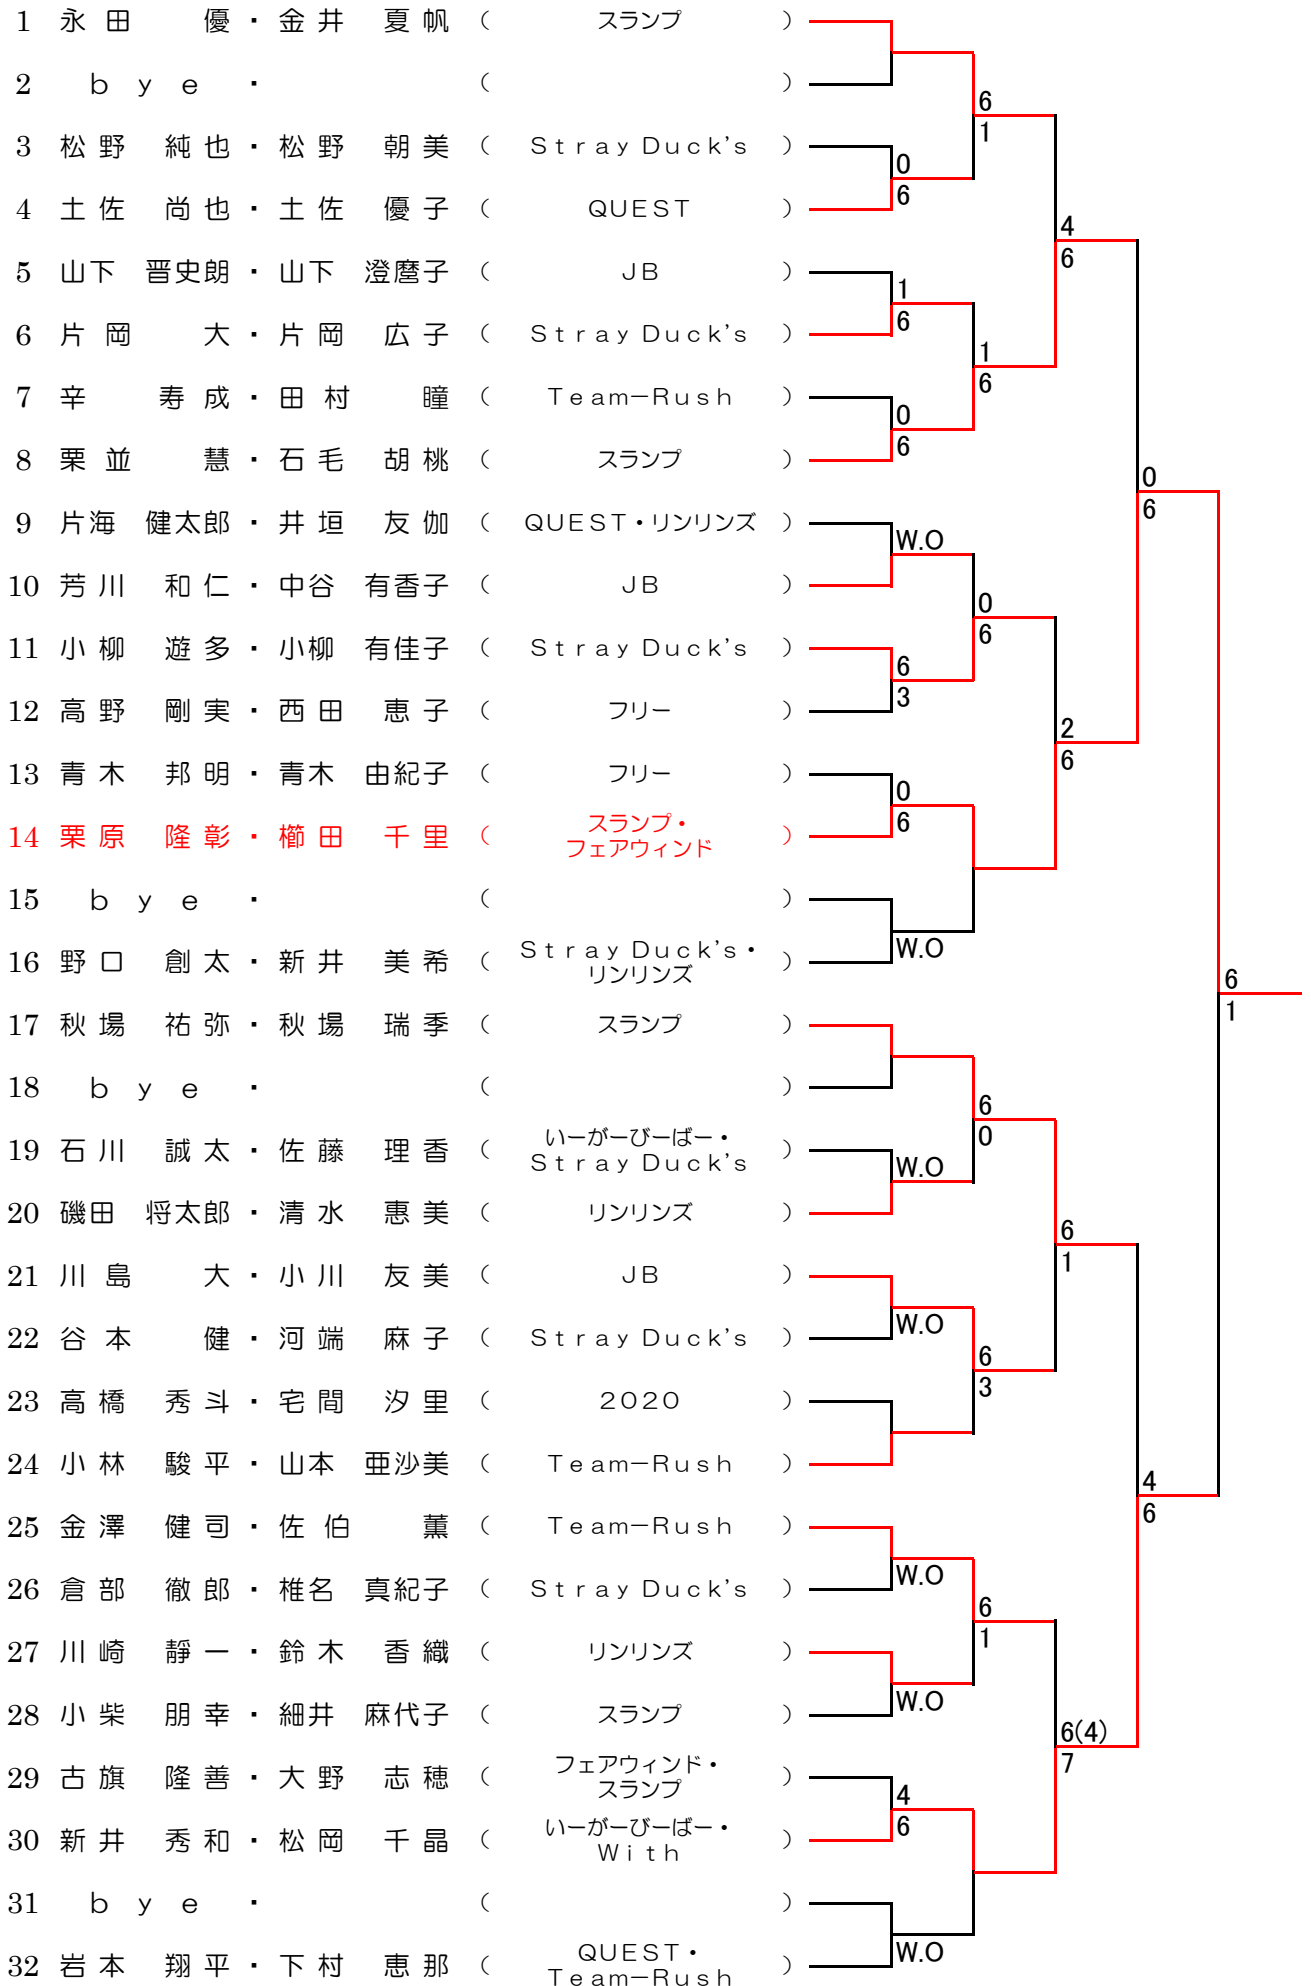 1 永田 優・金井 夏帆 ( スランプ )
2 bye ・ ( )
6
1
3 松野 純也・松野 朝美 ( Stray Duck's )
0
6
4 土佐 尚也・土佐 優子 ( QUEST )
4
6
5 山下 晋史朗・山下 澄麿子 ( JB )
1
6
6 片岡 大・片岡 広子 ( Stray Duck's )
1
6
7 辛 寿成・田村 瞳 ( Team-Rush )
0
6
8 栗並 慧・石毛 胡桃 ( スランプ )
0
6
9 片海 健太郎・井垣 友伽 ( QUEST・リンリンズ )
W.O
10 芳川 和仁・中谷 有香子 ( JB )
0
6
11 小柳 遊多・小柳 有佳子 ( Stray Duck's )
6
3
12 高野 剛実・西田 恵子 ( フリー )
2
6
13 青木 邦明・青木 由紀子 ( フリー )
0
6
14 栗原 隆彰・櫛田 千里 ( スランプ・
フェアウィンド )
15 bye ・ ( )
W.O
16 野口 創太・新井 美希 ( Stray Duck's・
リンリンズ )
6
1
17 秋場 祐弥・秋場 瑞季 ( スランプ )
18 bye ・ ( )
6
0
19 石川 誠太・佐藤 理香 ( いーがーびーばー・
Stray Duck's )
W.O
20 磯田 将太郎・清水 惠美 ( リンリンズ )
6
1
21 川島 大・小川 友美 ( JB )
W.O
22 谷本 健・河端 麻子 ( Stray Duck's )
6
3
23 高橋 秀斗・宅間 汐里 ( 2020 )
24 小林 駿平・山本 亜沙美 ( Team-Rush )
4
6
25 金澤 健司・佐伯 薫 ( Team-Rush )
W.O
26 倉部 徹郎・椎名 真紀子 ( Stray Duck's )
6
1
27 川崎 靜一・鈴木 香織 ( リンリンズ )
W.O
28 小柴 朋幸・細井 麻代子 ( スランプ )
6(4)
7
29 古旗 隆善・大野 志穂 ( フェアウィンド・
スランプ )
4
6
30 新井 秀和・松岡 千晶 ( いーがーびーばー・
With )
31 bye ・ ( )
W.O
32 岩本 翔平・下村 恵那 ( QUEST・
Team-Rush )